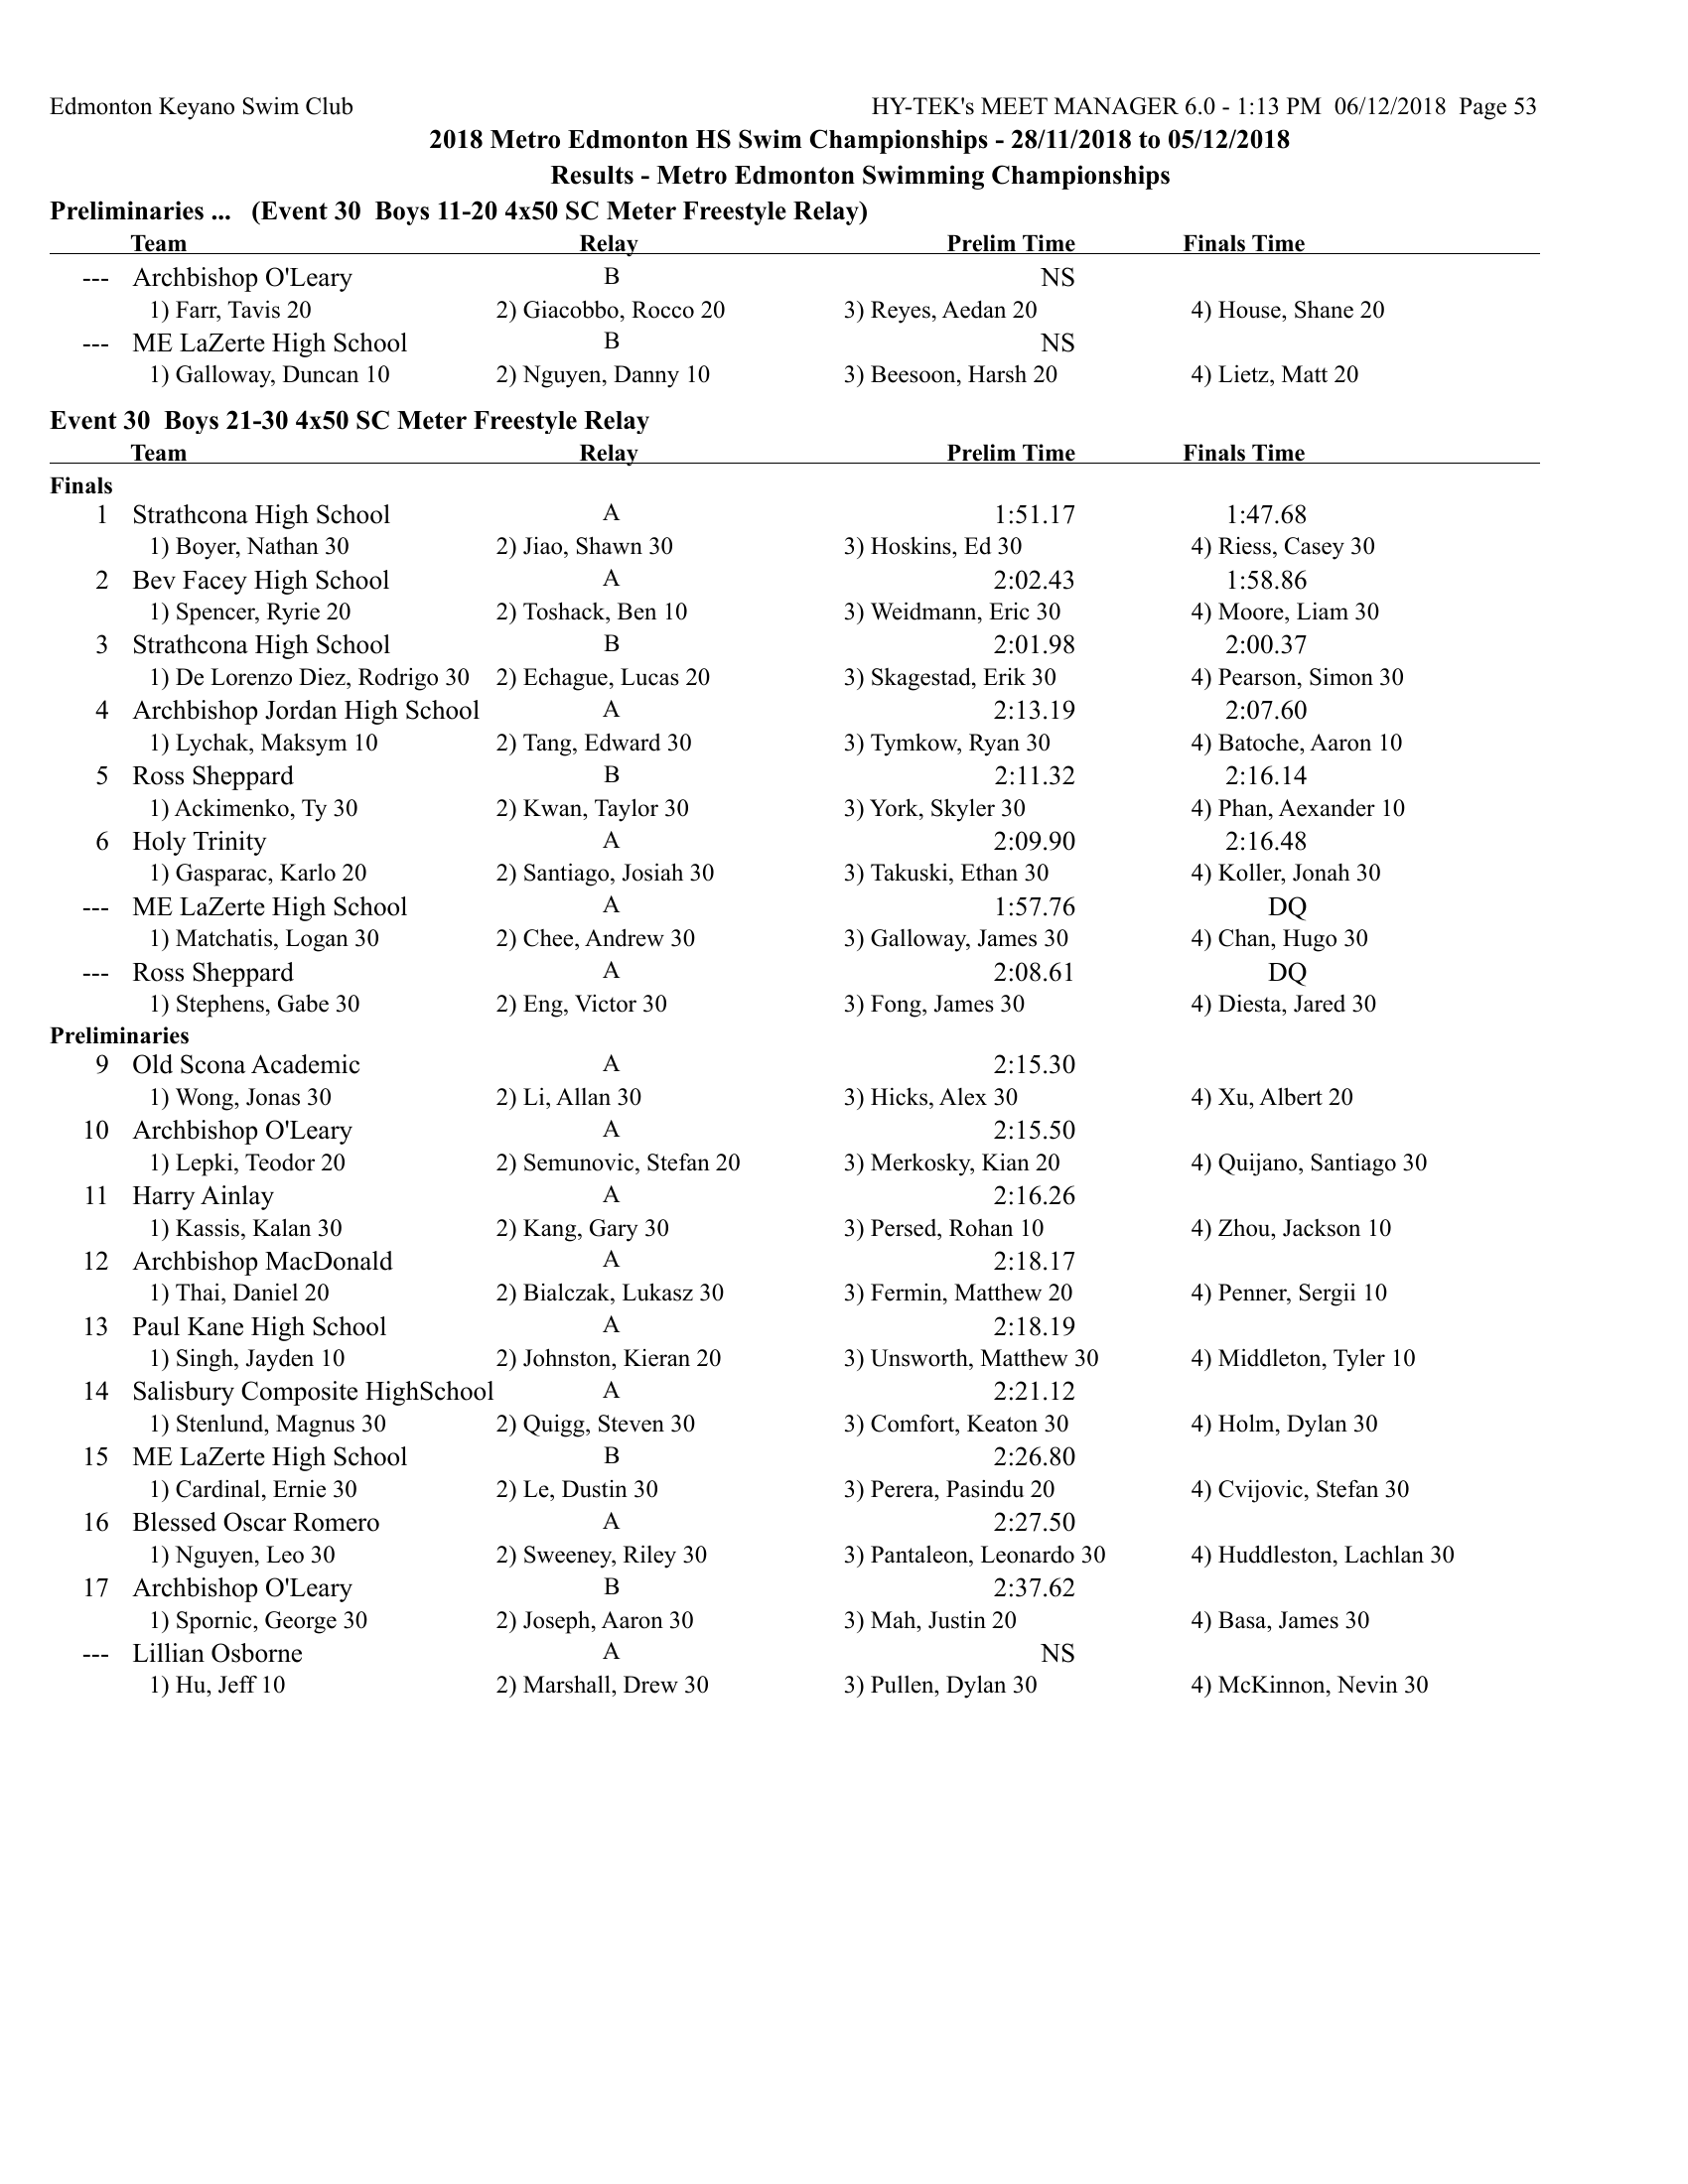 Edmonton Keyano Swim Club HY-TEK's MEET MANAGER 6.0 - 1:13 PM 06/12/2018 Page 53
2018 Metro Edmonton HS Swim Championships - 28/11/2018 to 05/12/2018
Results - Metro Edmonton Swimming Championships
Preliminaries ... (Event 30 Boys 11-20 4x50 SC Meter Freestyle Relay)
Team Relay Prelim Time Finals Time
--- Archbishop O'Leary B NS
1) Farr, Tavis 20 2) Giacobbo, Rocco 20 3) Reyes, Aedan 20 4) House, Shane 20
--- ME LaZerte High School B NS
1) Galloway, Duncan 10 2) Nguyen, Danny 10 3) Beesoon, Harsh 20 4) Lietz, Matt 20
Event 30 Boys 21-30 4x50 SC Meter Freestyle Relay
Team Relay Prelim Time Finals Time
Finals
1 Strathcona High School A 1:51.17 1:47.68
1) Boyer, Nathan 30 2) Jiao, Shawn 30 3) Hoskins, Ed 30 4) Riess, Casey 30
2 Bev Facey High School A 2:02.43 1:58.86
1) Spencer, Ryrie 20 2) Toshack, Ben 10 3) Weidmann, Eric 30 4) Moore, Liam 30
3 Strathcona High School B 2:01.98 2:00.37
1) De Lorenzo Diez, Rodrigo 30 2) Echague, Lucas 20 3) Skagestad, Erik 30 4) Pearson, Simon 30
4 Archbishop Jordan High School A 2:13.19 2:07.60
1) Lychak, Maksym 10 2) Tang, Edward 30 3) Tymkow, Ryan 30 4) Batoche, Aaron 10
5 Ross Sheppard B 2:11.32 2:16.14
1) Ackimenko, Ty 30 2) Kwan, Taylor 30 3) York, Skyler 30 4) Phan, Aexander 10
6 Holy Trinity A 2:09.90 2:16.48
1) Gasparac, Karlo 20 2) Santiago, Josiah 30 3) Takuski, Ethan 30 4) Koller, Jonah 30
--- ME LaZerte High School A 1:57.76 DQ
1) Matchatis, Logan 30 2) Chee, Andrew 30 3) Galloway, James 30 4) Chan, Hugo 30
--- Ross Sheppard A 2:08.61 DQ
1) Stephens, Gabe 30 2) Eng, Victor 30 3) Fong, James 30 4) Diesta, Jared 30
Preliminaries
9 Old Scona Academic A 2:15.30
1) Wong, Jonas 30 2) Li, Allan 30 3) Hicks, Alex 30 4) Xu, Albert 20
10 Archbishop O'Leary A 2:15.50
1) Lepki, Teodor 20 2) Semunovic, Stefan 20 3) Merkosky, Kian 20 4) Quijano, Santiago 30
11 Harry Ainlay A 2:16.26
1) Kassis, Kalan 30 2) Kang, Gary 30 3) Persed, Rohan 10 4) Zhou, Jackson 10
12 Archbishop MacDonald A 2:18.17
1) Thai, Daniel 20 2) Bialczak, Lukasz 30 3) Fermin, Matthew 20 4) Penner, Sergii 10
13 Paul Kane High School A 2:18.19
1) Singh, Jayden 10 2) Johnston, Kieran 20 3) Unsworth, Matthew 30 4) Middleton, Tyler 10
14 Salisbury Composite HighSchool A 2:21.12
1) Stenlund, Magnus 30 2) Quigg, Steven 30 3) Comfort, Keaton 30 4) Holm, Dylan 30
15 ME LaZerte High School B 2:26.80
1) Cardinal, Ernie 30 2) Le, Dustin 30 3) Perera, Pasindu 20 4) Cvijovic, Stefan 30
16 Blessed Oscar Romero A 2:27.50
1) Nguyen, Leo 30 2) Sweeney, Riley 30 3) Pantaleon, Leonardo 30 4) Huddleston, Lachlan 30
17 Archbishop O'Leary B 2:37.62
1) Spornic, George 30 2) Joseph, Aaron 30 3) Mah, Justin 20 4) Basa, James 30
--- Lillian Osborne A NS
1) Hu, Jeff 10 2) Marshall, Drew 30 3) Pullen, Dylan 30 4) McKinnon, Nevin 30